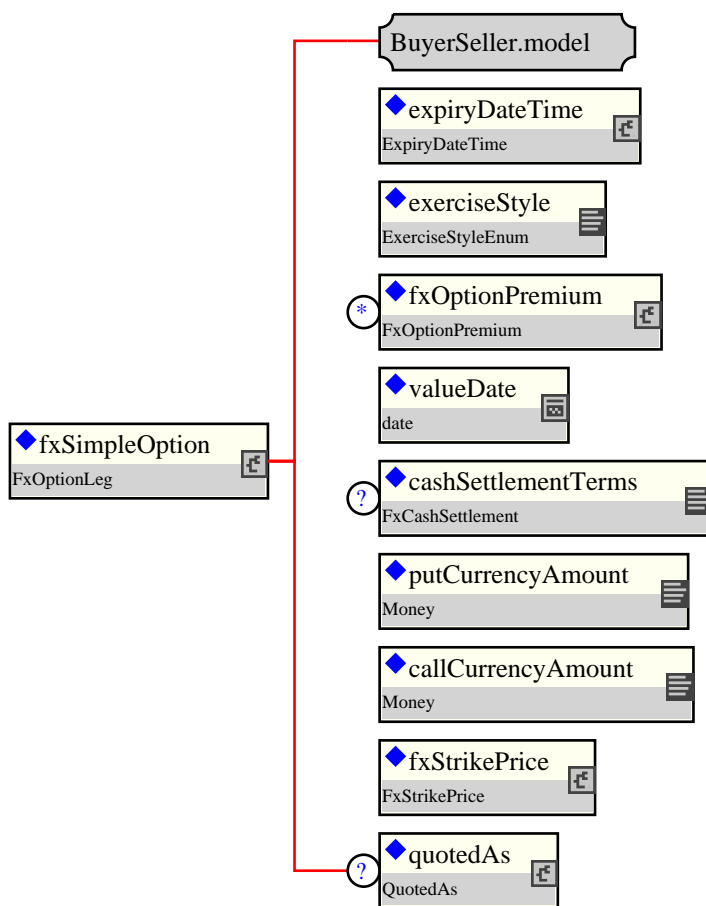 BuyerSeller.model
expiryDateTime
ExpiryDateTime
exerciseStyle
ExerciseStyleEnum
*
fxOptionPremium
FxOptionPremium
valueDate
date
fxSimpleOption
FxOptionLeg
?
cashSettlementTerms
FxCashSettlement
putCurrencyAmount
Money
callCurrencyAmount
Money
fxStrikePrice
FxStrikePrice
?
quotedAs
QuotedAs